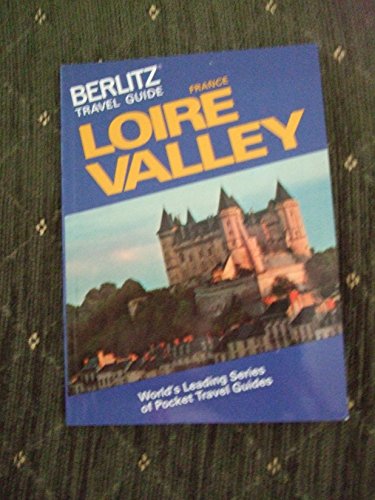 BERLITZ®
TRAVEL GUIDE
FRANCE
LOIRE
VALLEY
World's Leading Series
of Pocket Travel Guides